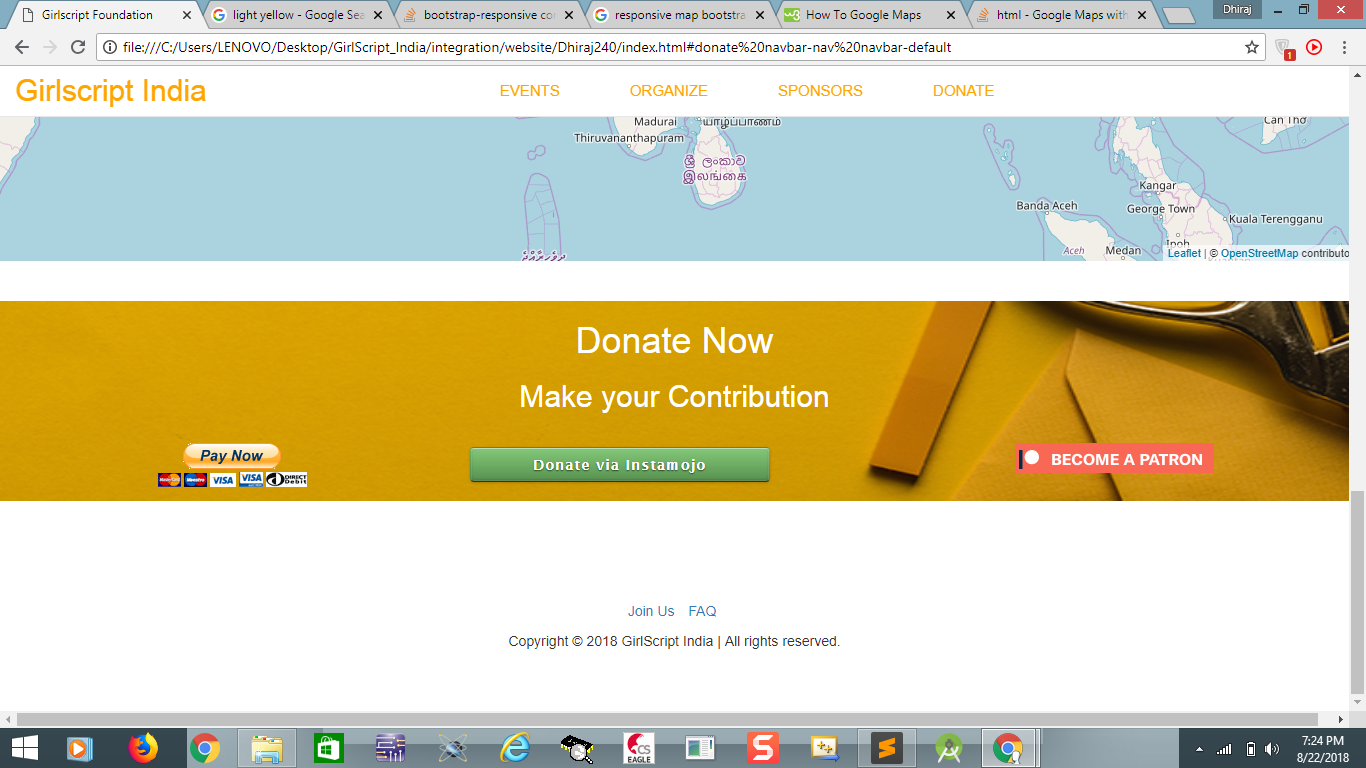 Girlscript Foundation
light yellow - Google Sea
bootstrap-responsive co
responsive map bootstra
How To Google Maps
html - Google Maps with
Dhiraj
file:///C:/Users/LENOVO/Desktop/GirlScript_India/integration/website/Dhiraj240/index.html#donate%20navbar-nav%20navbar-default
1
Girlscript India
EVENTS
ORGANIZE
SPONSORS
DONATE
Madurai
யாழ்ப்பாணம்
Can Thơ
Thiruvananthapuram
ශ්‍රී ලංකාව
இலங்கை
Kangar
Banda Aceh
George Town
Kuala Terengganu
Ipoh
Aceh
Medan
Leaflet | © OpenStreetMap contributo
Donate Now
Make your Contribution
Pay Now
MasterCard Maestro VISA VISA DIRECT Debit
Donate via Instamojo
BECOME A PATRON
Join Us FAQ
Copyright © 2018 GirlScript India | All rights reserved.
CS
EAGLE
7:24 PM
8/22/2018